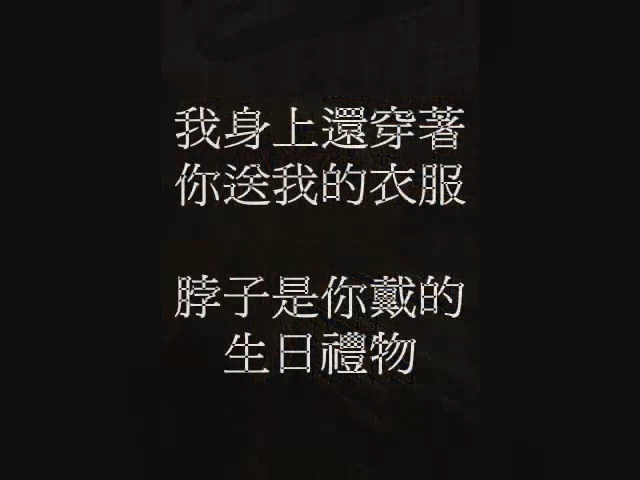 我身上還穿著
你送我的衣服
脖子是你戴的
生日禮物